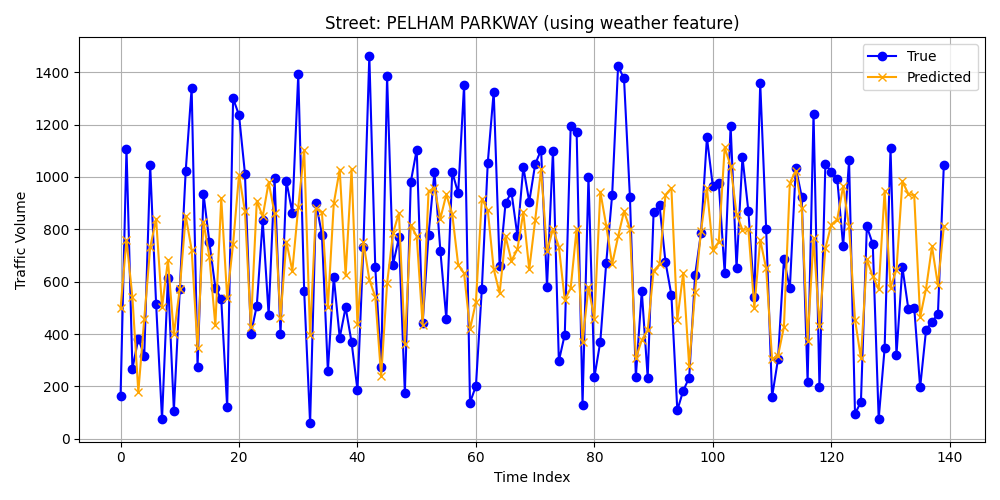 Street: PELHAM PARKWAY (using weather feature)
True
Predicted
Traffic Volume
1400
1200
1000
800
600
400
200
0
0 20 40 60 80 100 120 140
Time Index